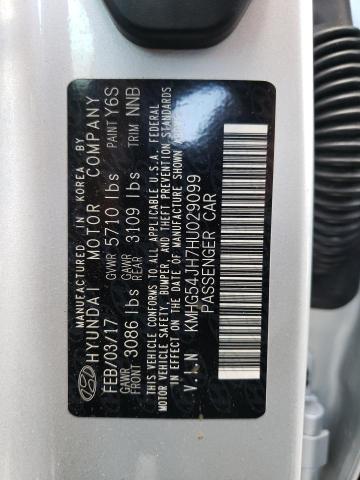 MANUFACTURED IN KOREA BY
HYUNDAI MOTOR COMPANY
FEB/03/17 GVWR 5710 lbs PAINT Y6S
GAWR FRONT 3086 lbs GAWR REAR 3109 lbs TRIM NNB
THIS VEHICLE CONFORMS TO ALL APPLICABLE U.S.A. FEDERAL
MOTOR VEHICLE SAFETY, BUMPER, AND THEFT PREVENTION STANDARDS
IN EFFECT ON THE DATE OF MANUFACTURE SHOWN ABOVE.
V.I.N KMHG54JH7HU029099
PASSENGER CAR